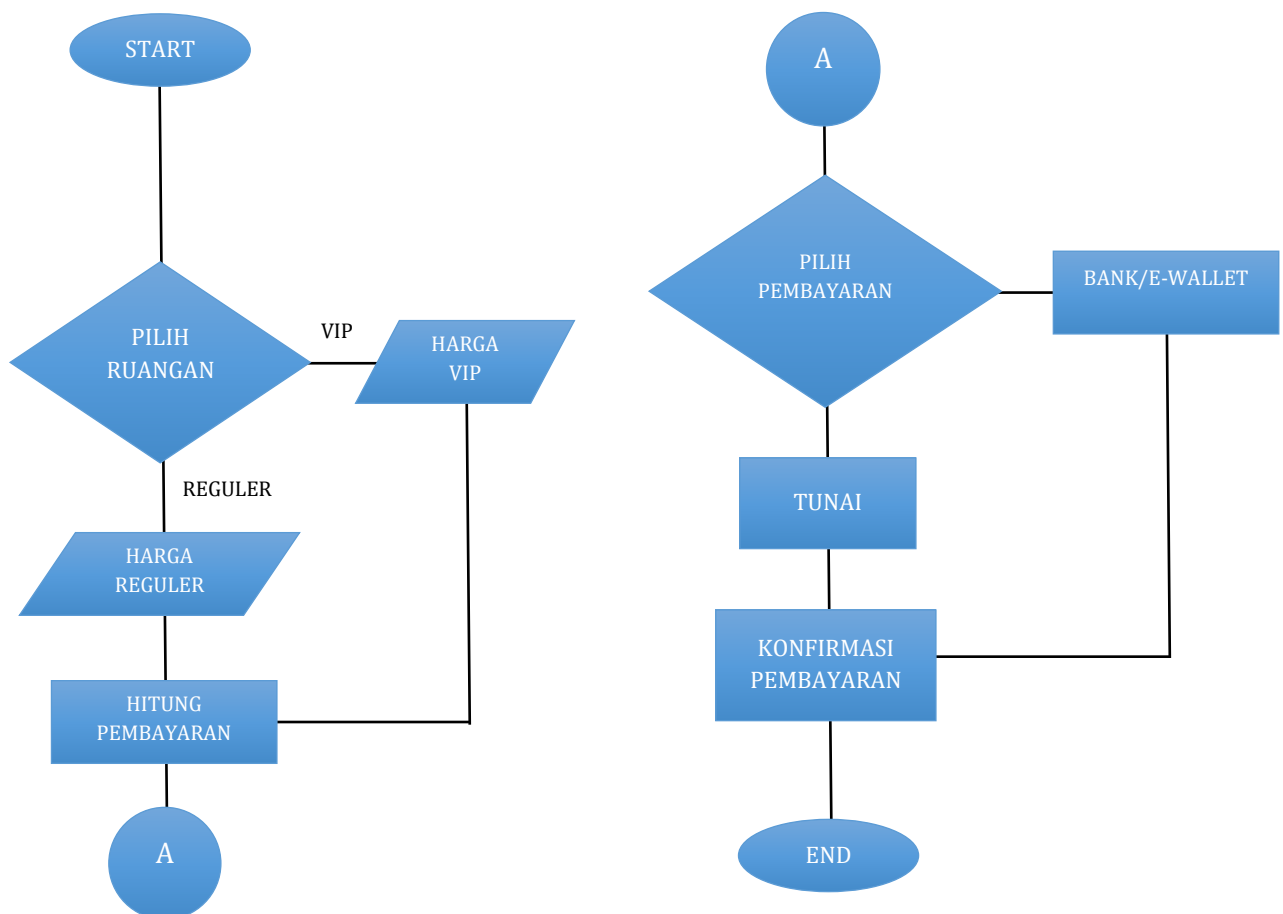 START
PILIH
RUANGAN
VIP
HARGA
VIP
REGULER
HARGA
REGULER
HITUNG
PEMBAYARAN
A
A
PILIH
PEMBAYARAN
BANK/E-WALLET
TUNAI
KONFIRMASI
PEMBAYARAN
END